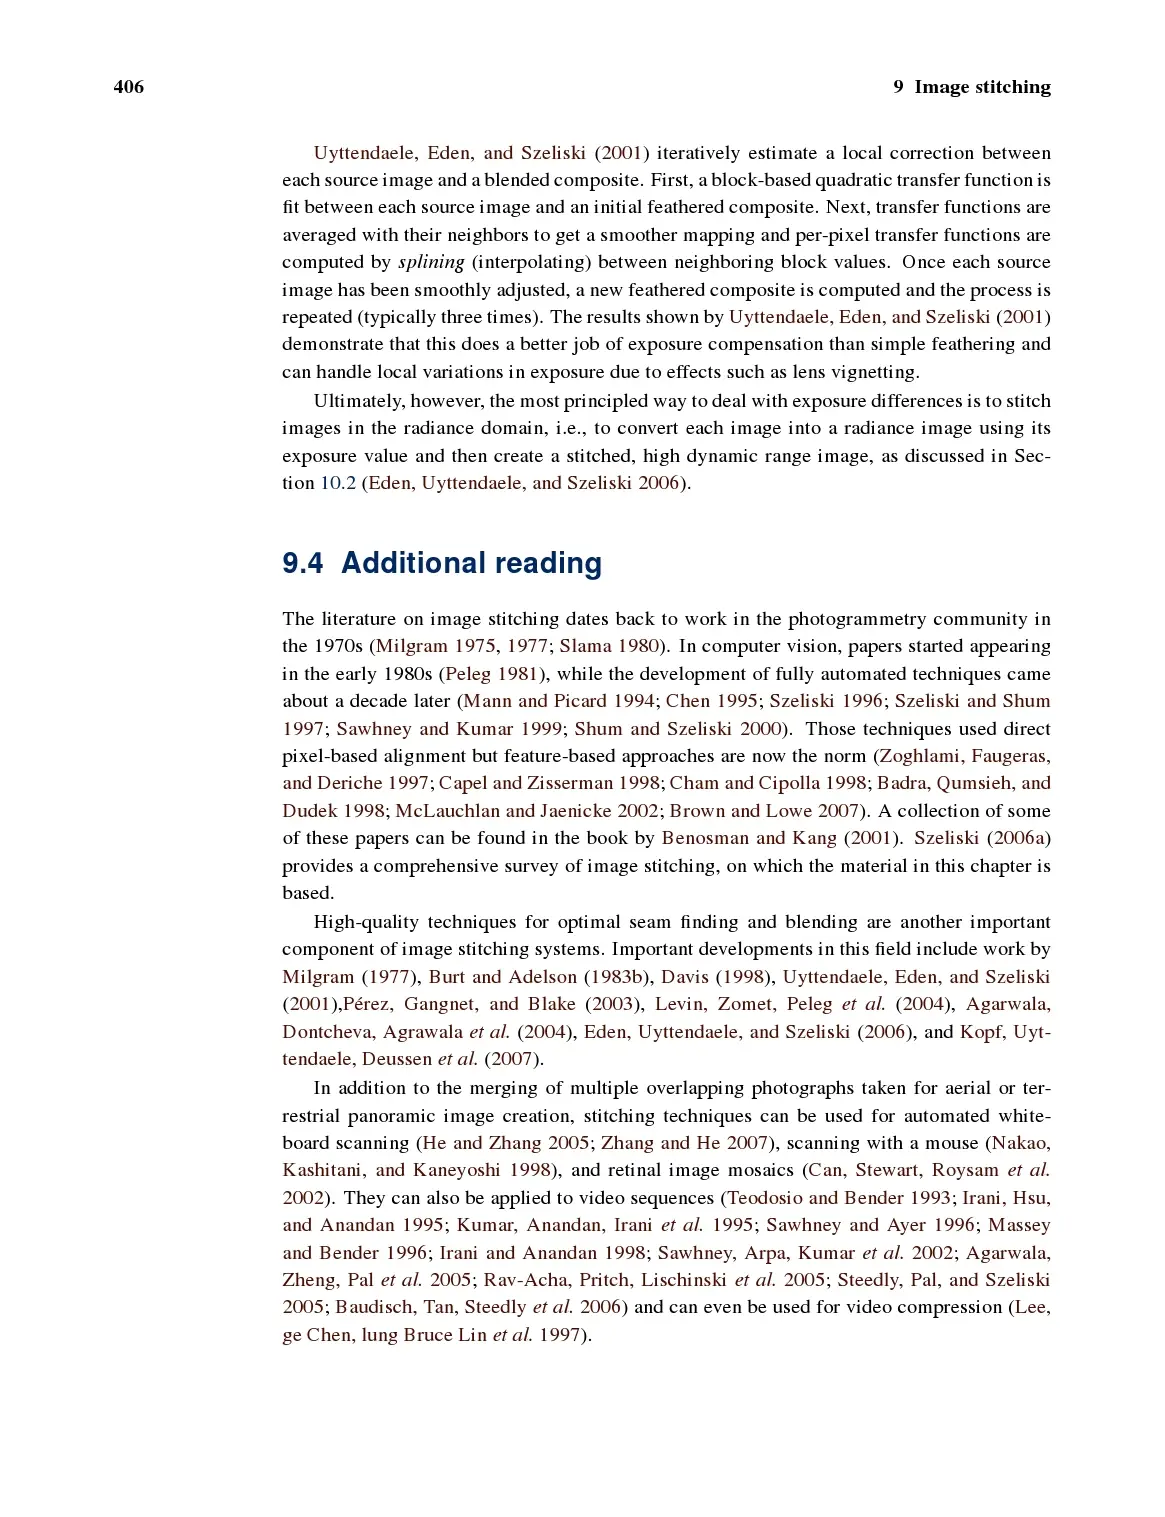 406
9 Image stitching
Uyttendaele, Eden, and Szeliski (2001) iteratively estimate a local correction between
each source image and a blended composite. First, a block-based quadratic transfer function is
fit between each source image and an initial feathered composite. Next, transfer functions are
averaged with their neighbors to get a smoother mapping and per-pixel transfer functions are
computed by splining (interpolating) between neighboring block values. Once each source
image has been smoothly adjusted, a new feathered composite is computed and the process is
repeated (typically three times). The results shown by Uyttendaele, Eden, and Szeliski (2001)
demonstrate that this does a better job of exposure compensation than simple feathering and
can handle local variations in exposure due to effects such as lens vignetting.
Ultimately, however, the most principled way to deal with exposure differences is to stitch
images in the radiance domain, i.e., to convert each image into a radiance image using its
exposure value and then create a stitched, high dynamic range image, as discussed in Sec-
tion 10.2 (Eden, Uyttendaele, and Szeliski 2006).
9.4 Additional reading
The literature on image stitching dates back to work in the photogrammetry community in
the 1970s (Milgram 1975, 1977; Slama 1980). In computer vision, papers started appearing
in the early 1980s (Peleg 1981), while the development of fully automated techniques came
about a decade later (Mann and Picard 1994; Chen 1995; Szeliski 1996; Szeliski and Shum
1997; Sawhney and Kumar 1999; Shum and Szeliski 2000). Those techniques used direct
pixel-based alignment but feature-based approaches are now the norm (Zoghlami, Faugeras,
and Deriche 1997; Capel and Zisserman 1998; Cham and Cipolla 1998; Badra, Qumsieh, and
Dudek 1998; McLauchlan and Jaenicke 2002; Brown and Lowe 2007). A collection of some
of these papers can be found in the book by Benosman and Kang (2001). Szeliski (2006a)
provides a comprehensive survey of image stitching, on which the material in this chapter is
based.
High-quality techniques for optimal seam finding and blending are another important
component of image stitching systems. Important developments in this field include work by
Milgram (1977), Burt and Adelson (1983b), Davis (1998), Uyttendaele, Eden, and Szeliski
(2001),Pérez, Gangnet, and Blake (2003), Levin, Zomet, Peleg et al. (2004), Agarwala,
Dontcheva, Agrawala et al. (2004), Eden, Uyttendaele, and Szeliski (2006), and Kopf, Uyt-
tendaele, Deussen et al. (2007).
In addition to the merging of multiple overlapping photographs taken for aerial or ter-
restrial panoramic image creation, stitching techniques can be used for automated white-
board scanning (He and Zhang 2005; Zhang and He 2007), scanning with a mouse (Nakao,
Kashitani, and Kaneyoshi 1998), and retinal image mosaics (Can, Stewart, Roysam et al.
2002). They can also be applied to video sequences (Teodosio and Bender 1993; Irani, Hsu,
and Anandan 1995; Kumar, Anandan, Irani et al. 1995; Sawhney and Ayer 1996; Massey
and Bender 1996; Irani and Anandan 1998; Sawhney, Arpa, Kumar et al. 2002; Agarwala,
Zheng, Pal et al. 2005; Rav-Acha, Pritch, Lischinski et al. 2005; Steedly, Pal, and Szeliski
2005; Baudisch, Tan, Steedly et al. 2006) and can even be used for video compression (Lee,
ge Chen, lung Bruce Lin et al. 1997).